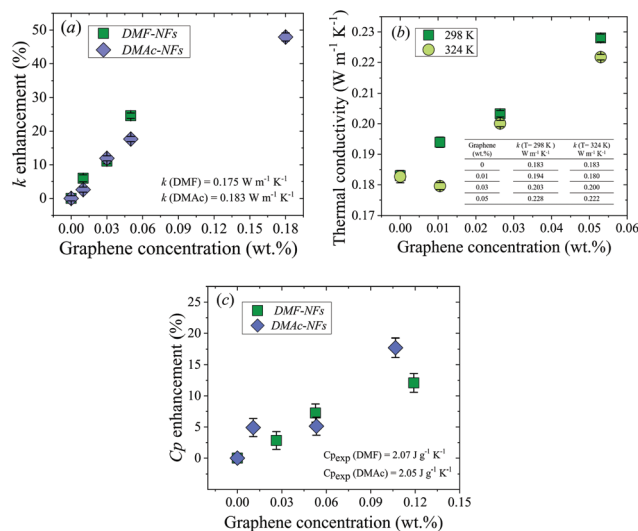 (a)
DMF-NFs
DMAc-NFs
k enhancement (%)
50
40
30
20
10
0
k (DMF) = 0.175 W m⁻¹ K⁻¹
k (DMAc) = 0.183 W m⁻¹ K⁻¹
0.00 0.03 0.06 0.09 0.12 0.15 0.18
Graphene concentration (wt.%)
(b)
298 K
324 K
Thermal conductivity (W m⁻¹ K⁻¹)
0.23
0.22
0.21
0.20
0.19
0.18
0.17
Graphene (wt.%) k (T= 298 K ) W m⁻¹ K⁻¹ k (T= 324 K) W m⁻¹ K⁻¹
0 0.183 0.183
0.01 0.194 0.180
0.03 0.203 0.200
0.05 0.228 0.222
0.00 0.01 0.02 0.03 0.04 0.05 0.06
Graphene concentration (wt.%)
(c)
DMF-NFs
DMAc-NFs
Cp enhancement (%)
30
25
20
15
10
5
0
Cp_exp (DMF) = 2.07 J g⁻¹ K⁻¹
Cp_exp (DMAc) = 2.05 J g⁻¹ K⁻¹
0.00 0.03 0.06 0.09 0.12 0.15
Graphene concentration (wt.%)